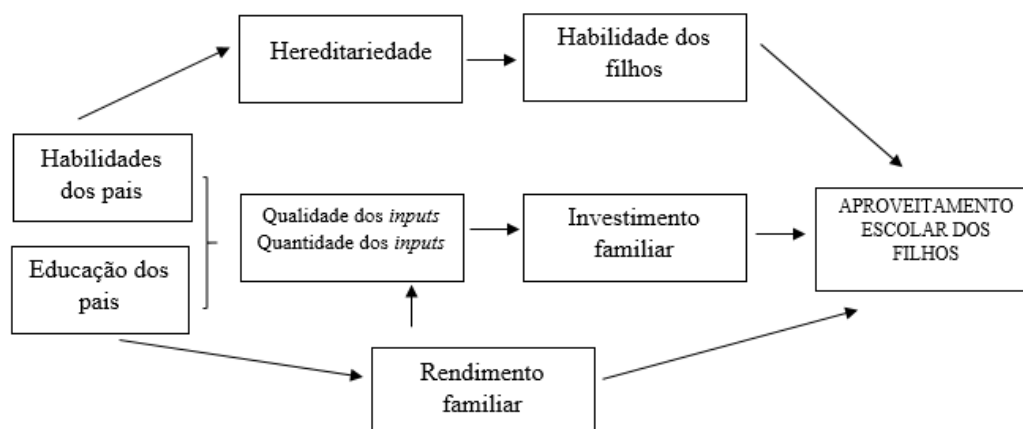 Hereditariedade
Habilidade dos
filhos
Habilidades
dos pais
Qualidade dos inputs
Quantidade dos inputs
Investimento
familiar
APROVEITAMENTO
ESCOLAR DOS
FILHOS
Educação dos
pais
Rendimento
familiar